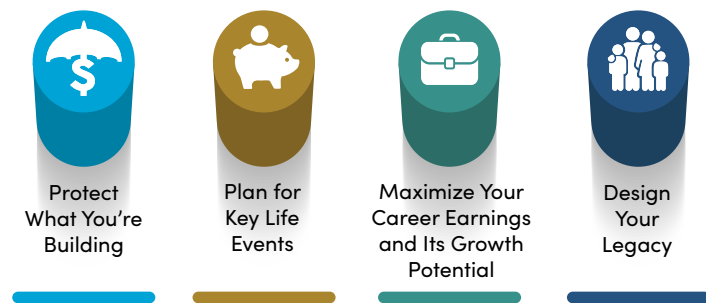 $
Protect
What You’re
Building
Plan for
Key Life
Events
Maximize Your
Career Earnings
and Its Growth
Potential
Design
Your
Legacy